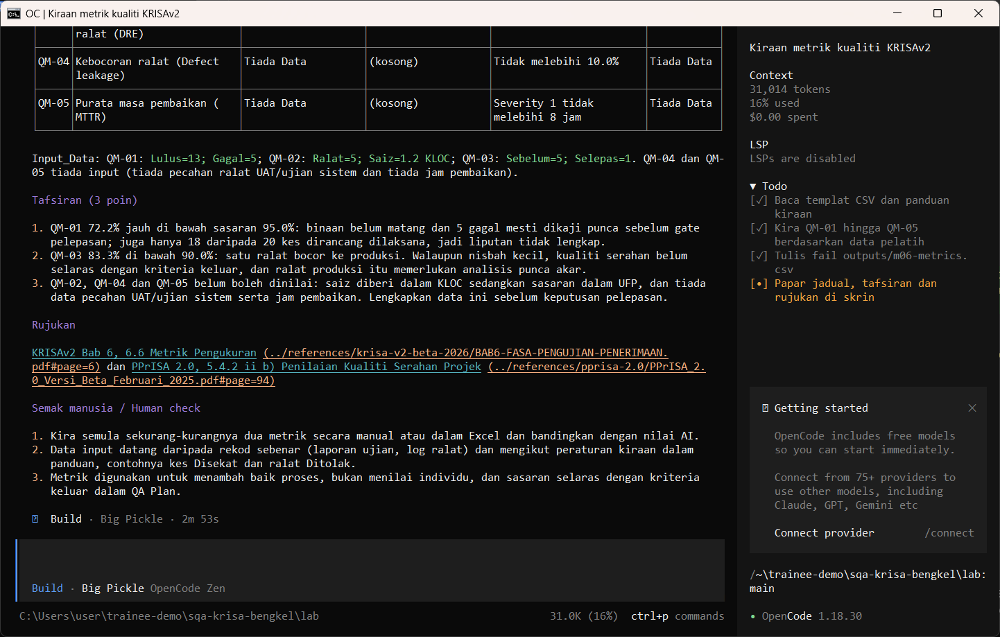 OC | Kiraan metrik kualiti KRISAv2
ralat (DRE)
QM-04 Kebocoran ralat (Defect leakage) Tiada Data (kosong) Tidak melebihi 10.0% Tiada Data
QM-05 Purata masa pembaikan ( MTTR) Tiada Data (kosong) Severity 1 tidak melebihi 8 jam Tiada Data
Input_Data: QM-01: Lulus=13; Gagal=5; QM-02: Ralat=5; Saiz=1.2 KLOC; QM-03: Sebelum=5; Selepas=1. QM-04 dan QM-
05 tiada input (tiada pecahan ralat UAT/ujian sistem dan tiada jam pembaikan).
Tafsiran (3 poin)
1. QM-01 72.2% jauh di bawah sasaran 95.0%: binaan belum matang dan 5 gagal mesti dikaji punca sebelum gate
pelepasan; juga hanya 18 daripada 20 kes dirancang dilaksana, jadi liputan tidak lengkap.
2. QM-03 83.3% di bawah 90.0%: satu ralat bocor ke produksi. Walaupun nisbah kecil, kualiti serahan belum
selaras dengan kriteria keluar, dan ralat produksi itu memerlukan analisis punca akar.
3. QM-02, QM-04 dan QM-05 belum boleh dinilai: saiz diberi dalam KLOC sedangkan sasaran dalam UFP, dan tiada
data pecahan UAT/ujian sistem serta jam pembaikan. Lengkapkan data ini sebelum keputusan pelepasan.
Rujukan
KRISAv2 Bab 6, 6.6 Metrik Pengukuran (../references/krisa-v2-beta-2026/BAB6-FASA-PENGUJIAN-PENERIMAAN.
pdf#page=6) dan PPrISA 2.0, 5.4.2 ii b) Penilaian Kualiti Serahan Projek (../references/pprisa-2.0/PPrISA_2.
0_Versi_Beta_Februari_2025.pdf#page=94)
Semak manusia / Human check
1. Kira semula sekurang-kurangnya dua metrik secara manual atau dalam Excel dan bandingkan dengan nilai AI.
2. Data input datang daripada rekod sebenar (laporan ujian, log ralat) dan mengikut peraturan kiraan dalam
panduan, contohnya kes Disekat dan ralat Ditolak.
3. Metrik digunakan untuk menambah baik proses, bukan menilai individu, dan sasaran selaras dengan kriteria
keluar dalam QA Plan.
Build · Big Pickle · 2m 53s
Build · Big Pickle OpenCode Zen
C:\Users\user\trainee-demo\sqa-krisa-bengkel\lab
31.0K (16%) ctrl+p commands
Kiraan metrik kualiti KRISAv2
Context
31,014 tokens
16% used
$0.00 spent
LSP
LSPs are disabled
▼ Todo
[✓] Baca templat CSV dan panduan
kiraan
[✓] Kira QM-01 hingga QM-05
berdasarkan data pelatih
[✓] Tulis fail outputs/m06-metrics.
csv
[•] Papar jadual, tafsiran dan
rujukan di skrin
Getting started
OpenCode includes free models
so you can start immediately.
Connect from 75+ providers to
use other models, including
Claude, GPT, Gemini etc
Connect provider /connect
/~\trainee-demo\sqa-krisa-bengkel\lab:
main
• OpenCode 1.18.30